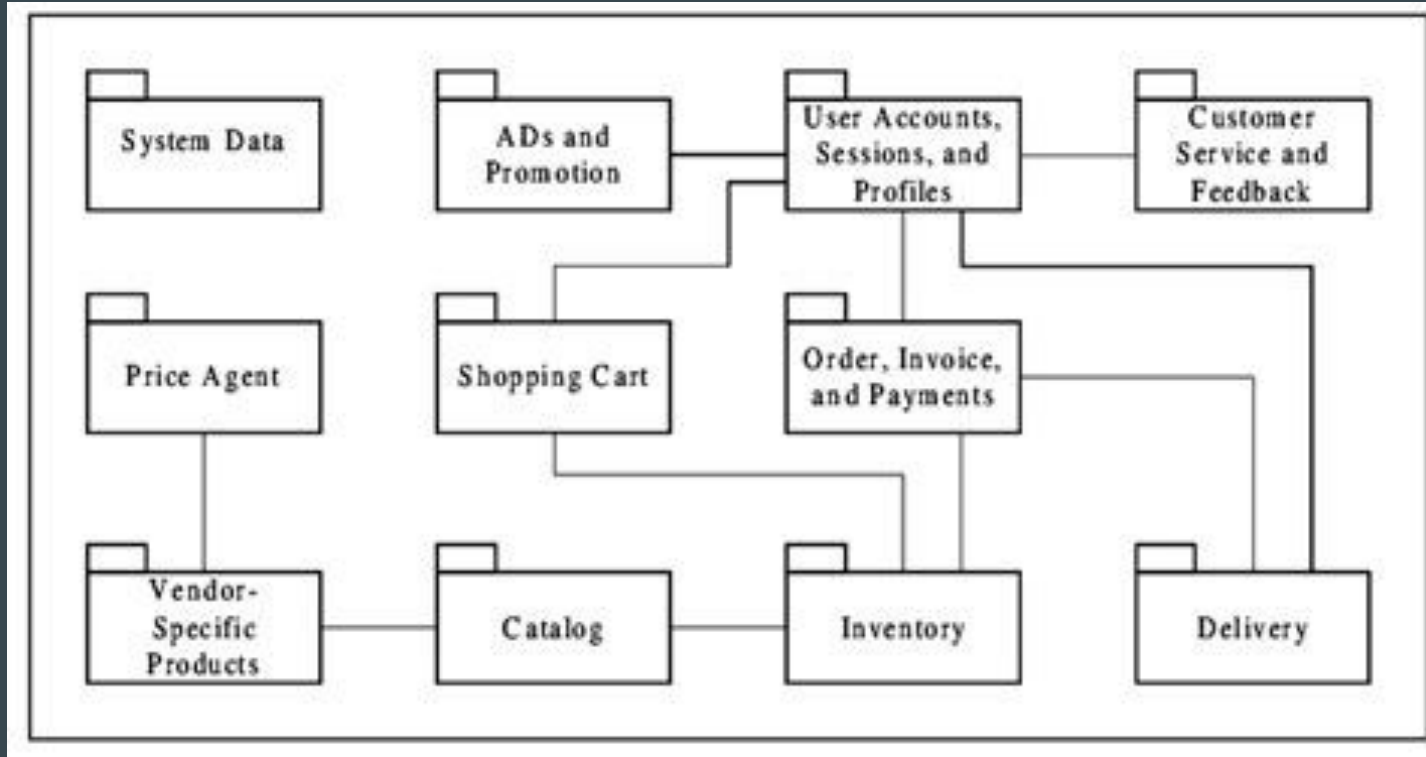 System Data
ADs and
Promotion
User Accounts,
Sessions, and
Profiles
Customer
Service and
Feedback
Price Agent
Shopping Cart
Order, Invoice,
and Payments
Vendor-
Specific
Products
Catalog
Inventory
Delivery